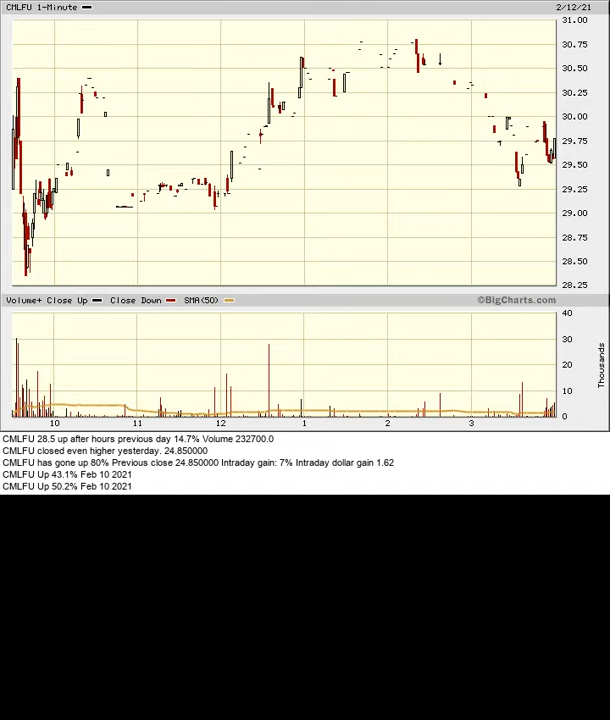 CMLFU 1-Minute 2/12/21
31.00
30.75
30.50
30.25
30.00
29.75
29.50
29.25
29.00
28.75
28.50
28.25
Volume+ Close Up Close Down SMA(50) ©BigCharts.com
40
30
20
10
0
Thousands
10 11 12 1 2 3
CMLFU 28.5 up after hours previous day 14.7% Volume 232700.0
CMLFU closed even higher yesterday. 24.850000
CMLFU has gone up 80% Previous close 24.850000 Intraday gain: 7% Intraday dollar gain 1.62
CMLFU Up 43.1% Feb 10 2021
CMLFU Up 50.2% Feb 10 2021